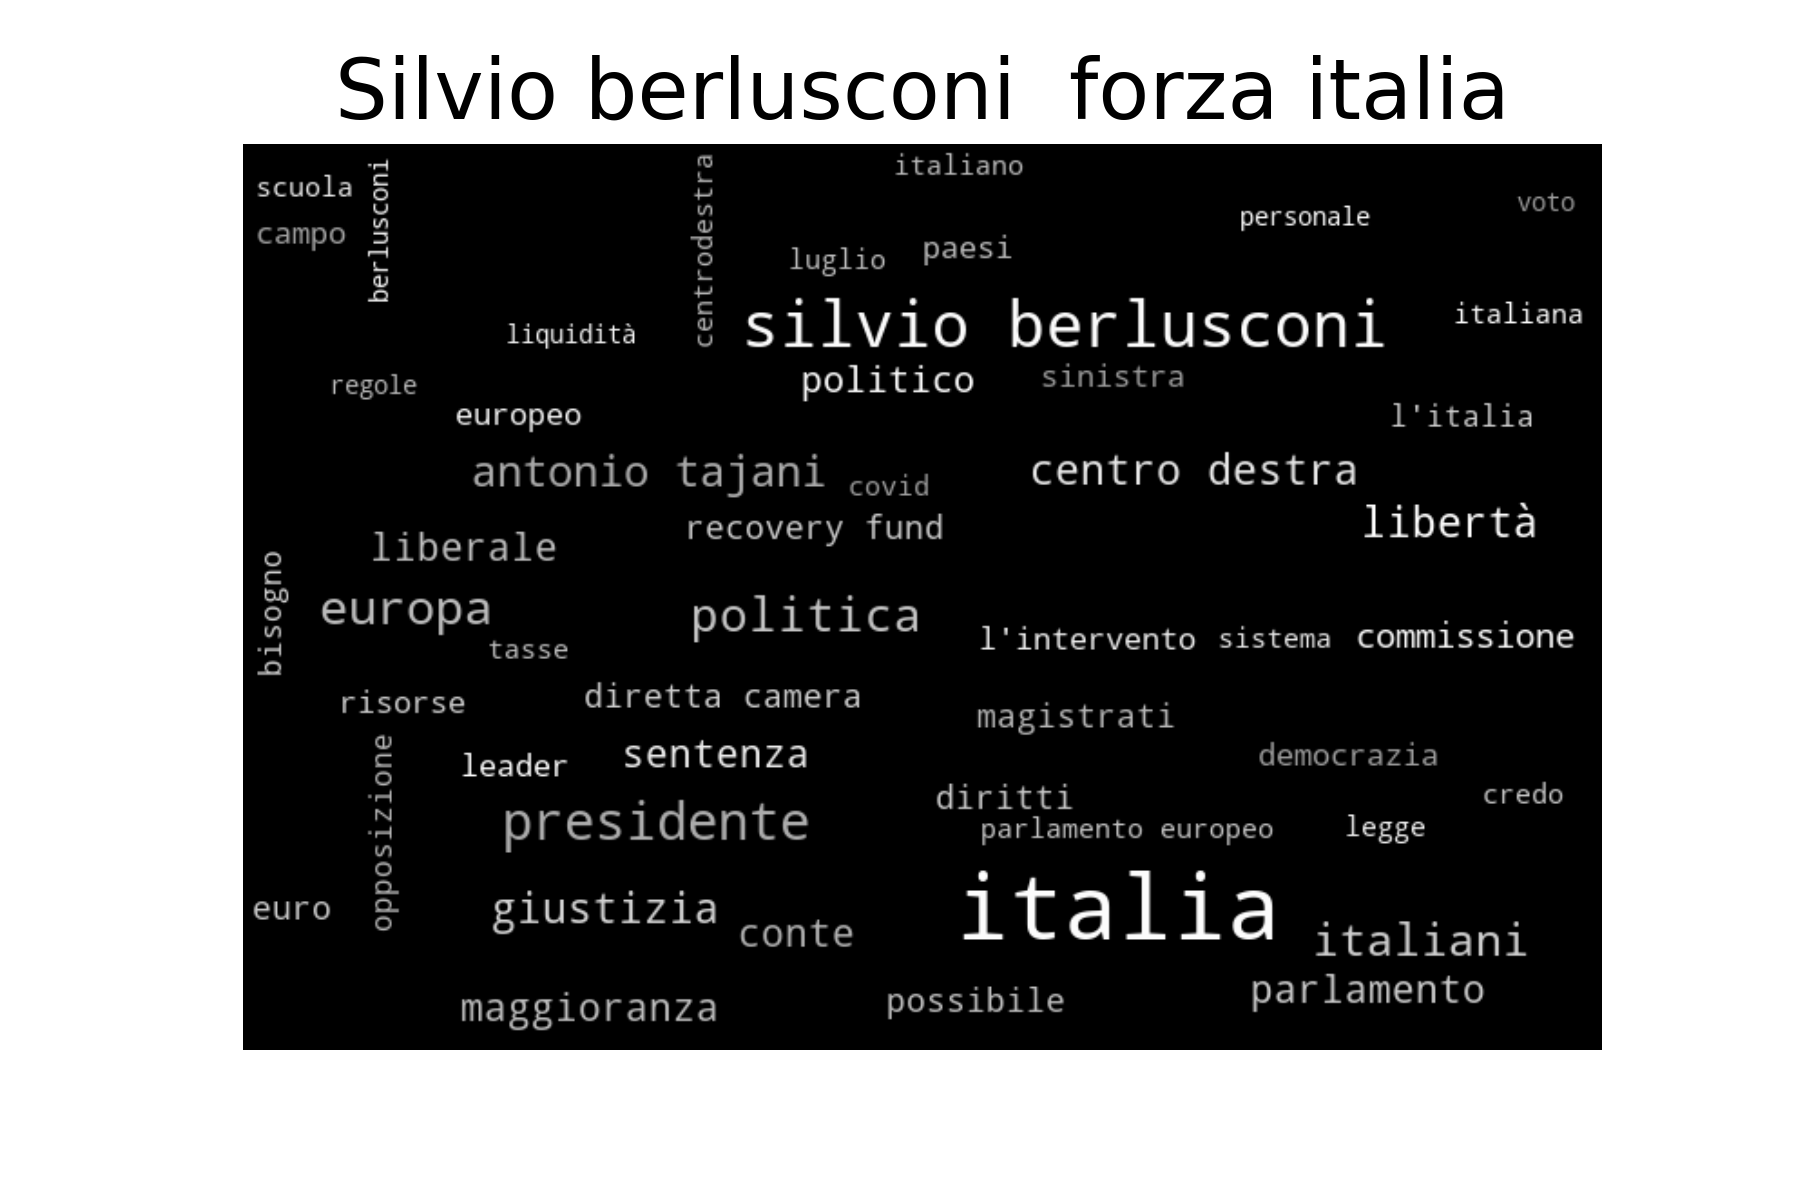 Silvio berlusconi  forza italia
italiano
scuola
berlusconi
centrodestra
voto
personale
campo
paesi
luglio
silvio berlusconi
italiana
liquidità
politico
sinistra
regole
europeo
l'italia
antonio tajani
covid
centro destra
recovery fund
libertà
liberale
bisogno
europa
politica
l'intervento
sistema
commissione
tasse
risorse
diretta camera
magistrati
opposizione
leader
sentenza
democrazia
diritti
credo
presidente
parlamento europeo
legge
euro
giustizia
conte
italia
italiani
maggioranza
possibile
parlamento